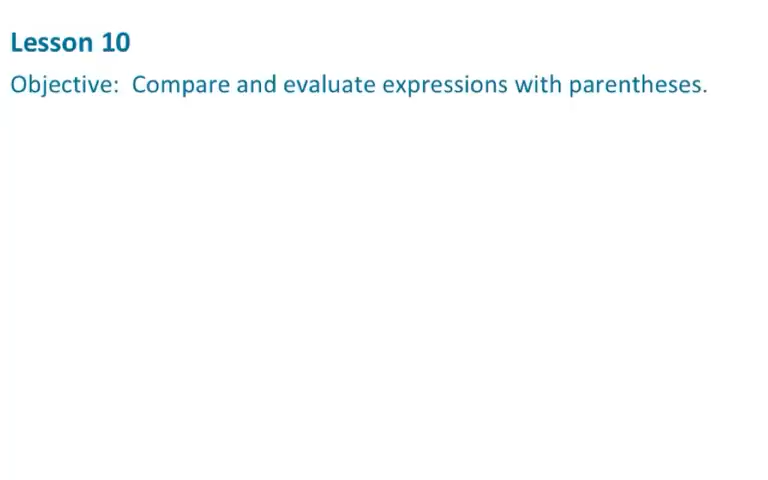 Lesson 10
Objective:  Compare and evaluate expressions with parentheses.